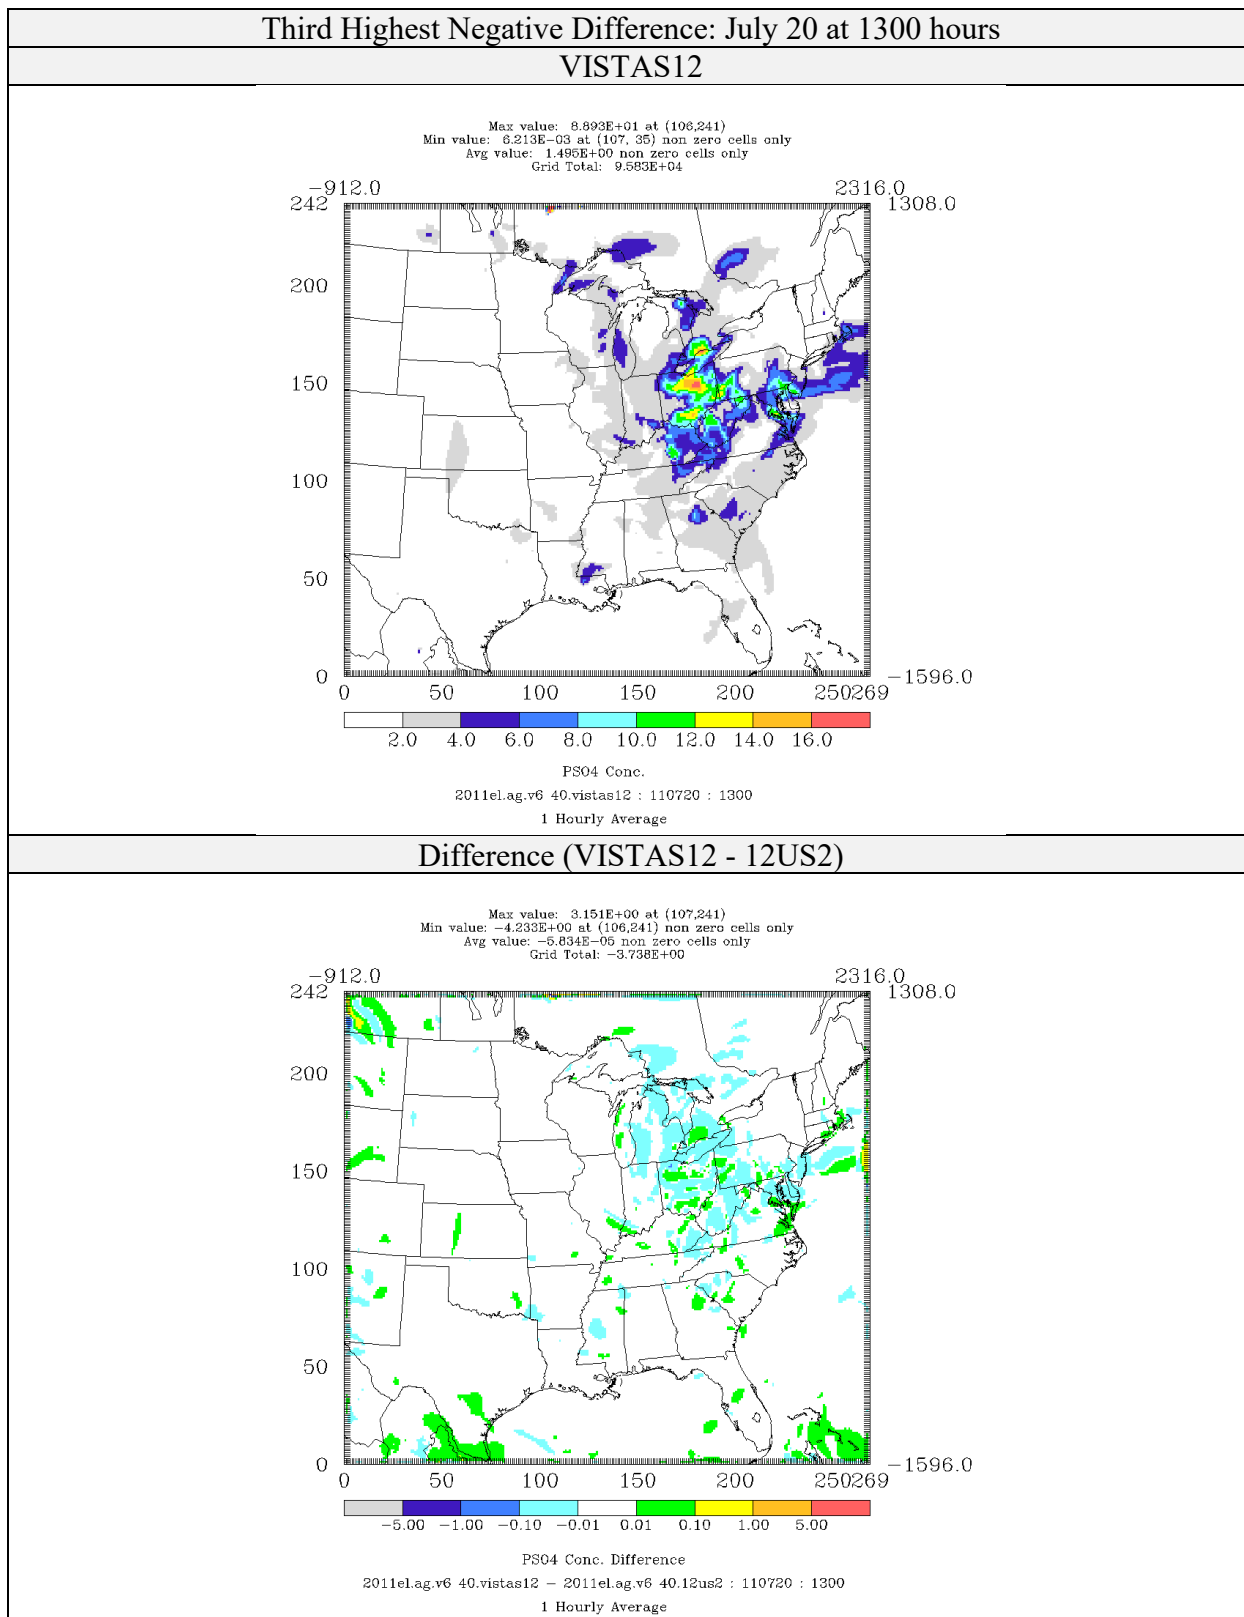 Third Highest Negative Difference: July 20 at 1300 hours
VISTAS12
Max value: 8.893E+01 at (106,241)
Min value: 6.213E-03 at (107, 35) non zero cells only
Avg value: 1.495E+00 non zero cells only
Grid Total: 9.583E+04
-912.0 2316.0
242 1308.0
200
150
100
50
0 -1596.0
0 50 100 150 200 250269
2.0 4.0 6.0 8.0 10.0 12.0 14.0 16.0
PSO4 Conc.
2011el.ag.v6 40.vistas12 : 110720 : 1300
1 Hourly Average
Difference (VISTAS12 - 12US2)
Max value: 3.151E+00 at (107,241)
Min value: -4.233E+00 at (106,241) non zero cells only
Avg value: -5.834E-05 non zero cells only
Grid Total: -3.738E+00
-912.0 2316.0
242 1308.0
200
150
100
50
0 -1596.0
0 50 100 150 200 250269
-5.00 -1.00 -0.10 -0.01 0.01 0.10 1.00 5.00
PSO4 Conc. Difference
2011el.ag.v6 40.vistas12 - 2011el.ag.v6 40.12us2 : 110720 : 1300
1 Hourly Average